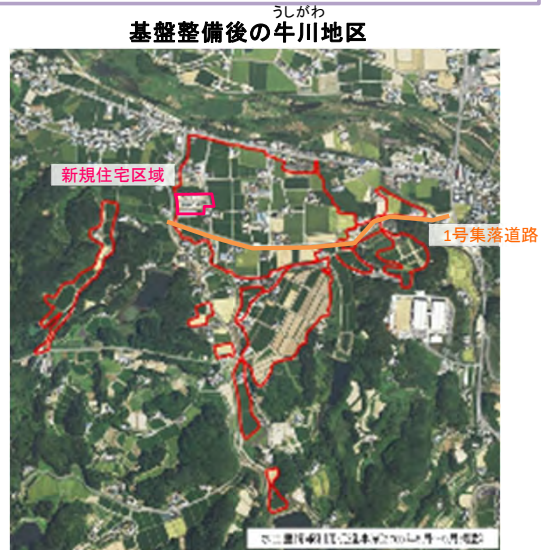 うしがわ
基盤整備後の牛川地区
新規住宅区域
1号集落道路